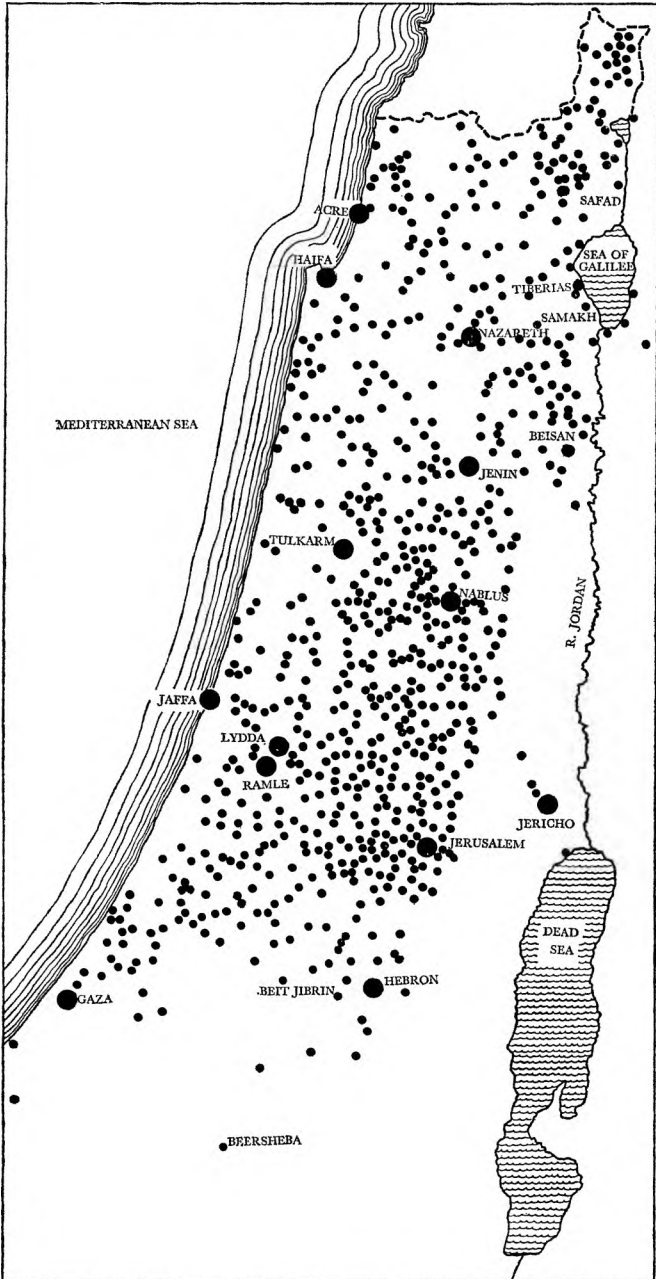 ACRE
SAFAD
HAIFA
SEA OF
GALILEE
TIBERIAS
SAMAKH
NAZARETH
MEDITERRANEAN SEA
BEISAN
JENIN
TULKARM
NABLUS
R. JORDAN
JAFFA
LYDDA
RAMLE
JERICHO
JERUSALEM
DEAD
SEA
HEBRON
BEIT JIBRIN
GAZA
BEERSHEBA